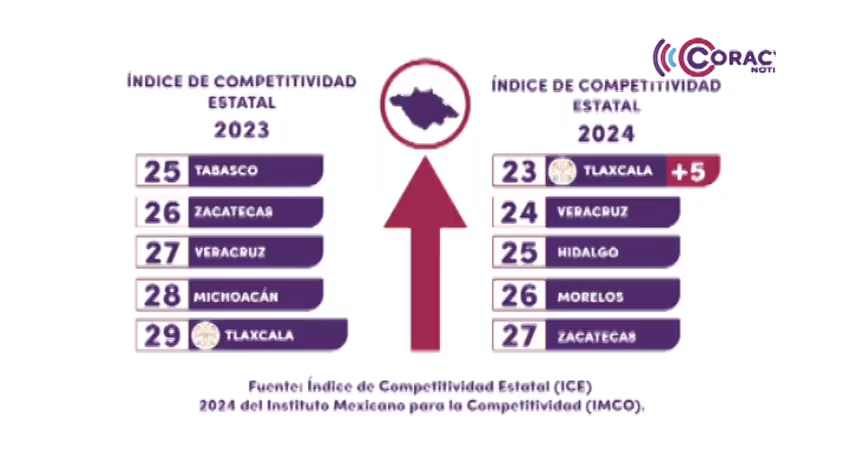 CORAC
NOTI
ÍNDICE DE COMPETITIVIDAD
ESTATAL
2023
25 TABASCO
26 ZACATECAS
27 VERACRUZ
28 MICHOACÁN
29 TLAXCALA
ÍNDICE DE COMPETITIVIDAD
ESTATAL
2024
23 TLAXCALA +5
24 VERACRUZ
25 HIDALGO
26 MORELOS
27 ZACATECAS
Fuente: Índice de Competitividad Estatal (ICE)
2024 del Instituto Mexicano para la Competitividad (IMCO).